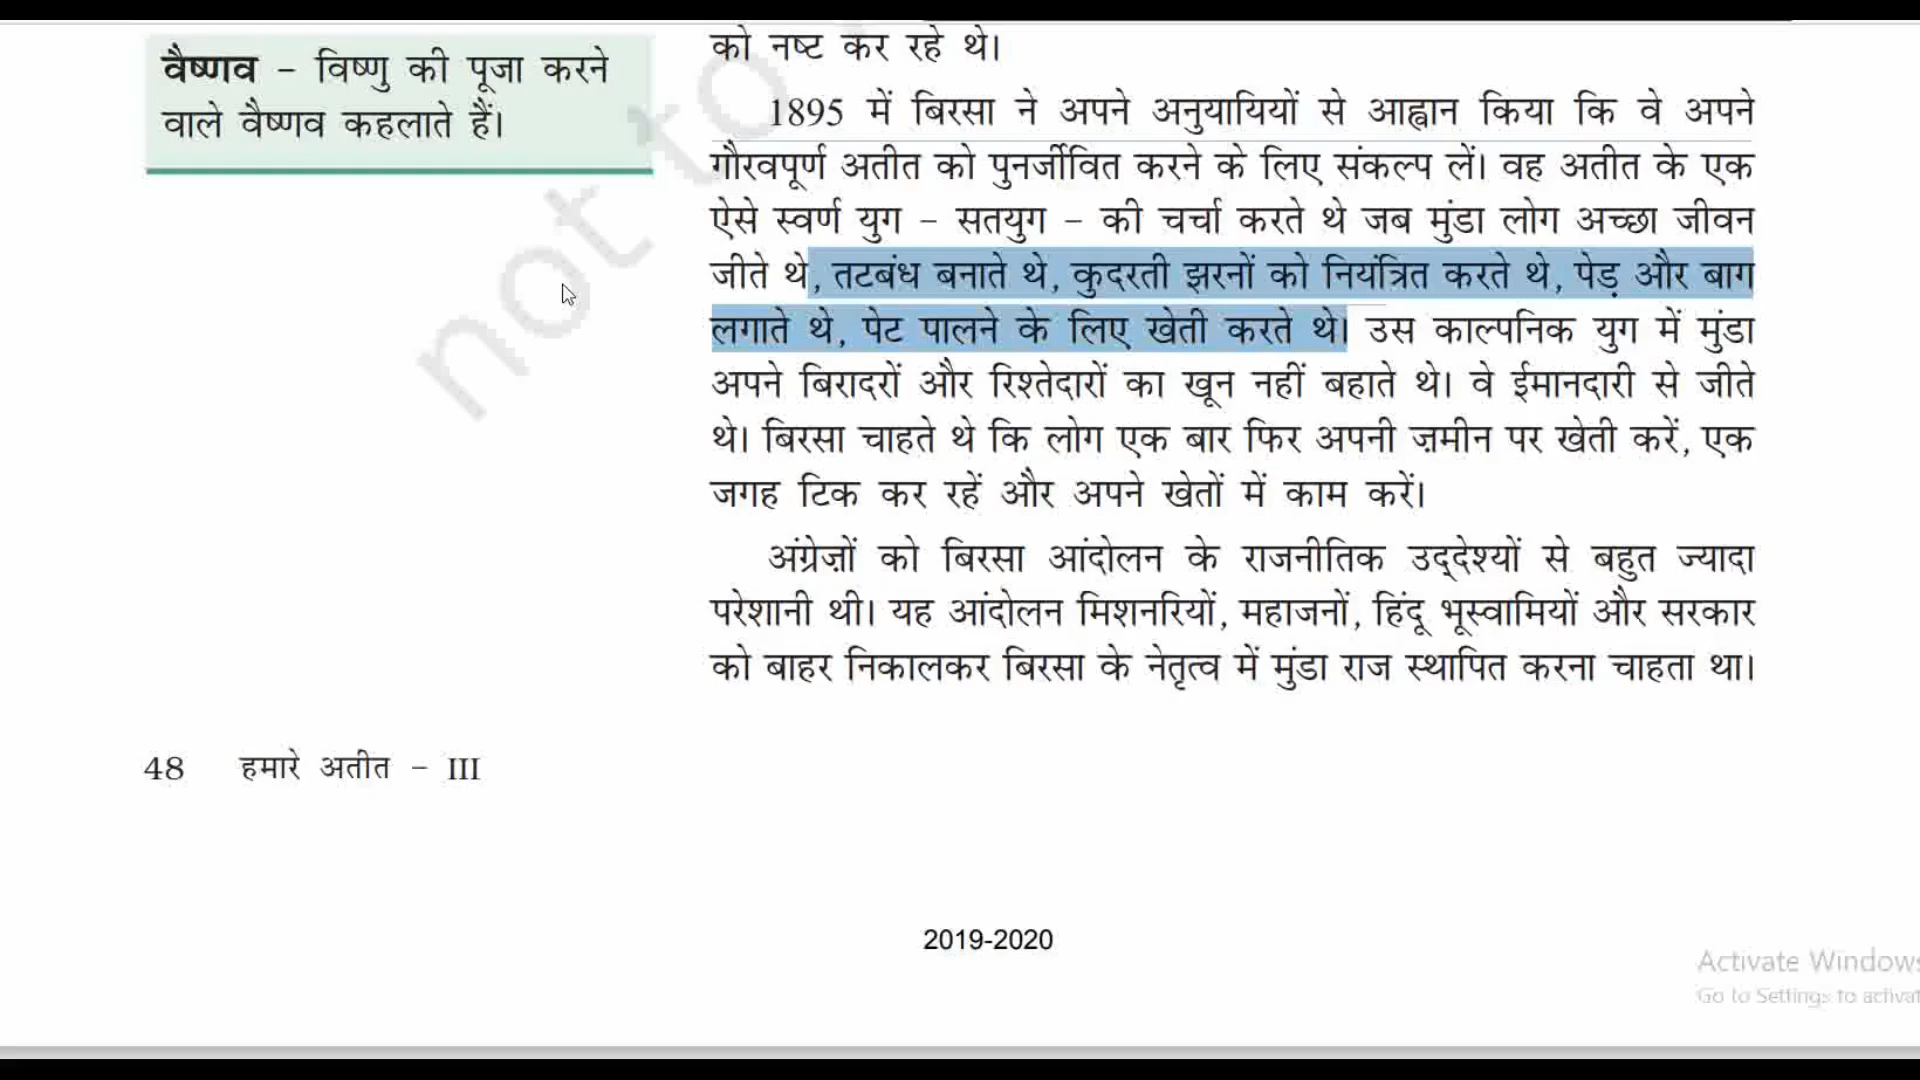 वैष्णव – विष्णु की पूजा करने
वाले वैष्णव कहलाते हैं।
को नष्ट कर रहे थे।
1895 में बिरसा ने अपने अनुयायियों से आह्वान किया कि वे अपने
गौरवपूर्ण अतीत को पुनर्जीवित करने के लिए संकल्प लें। वह अतीत के एक
ऐसे स्वर्ण युग – सतयुग – की चर्चा करते थे जब मुंडा लोग अच्छा जीवन
जीते थे, तटबंध बनाते थे, कुदरती झरनों को नियंत्रित करते थे, पेड़ और बाग
लगाते थे, पेट पालने के लिए खेती करते थे। उस काल्पनिक युग में मुंडा
अपने बिरादरों और रिश्तेदारों का खून नहीं बहाते थे। वे ईमानदारी से जीते
थे। बिरसा चाहते थे कि लोग एक बार फिर अपनी ज़मीन पर खेती करें, एक
जगह टिक कर रहें और अपने खेतों में काम करें।
अंग्रेज़ों को बिरसा आंदोलन के राजनीतिक उद्‌देश्यों से बहुत ज्यादा
परेशानी थी। यह आंदोलन मिशनरियों, महाजनों, हिंदू भूस्वामियों और सरकार
को बाहर निकालकर बिरसा के नेतृत्व में मुंडा राज स्थापित करना चाहता था।
not to
48 हमारे अतीत – III
2019-2020
Activate Windows
Go to Settings to activat